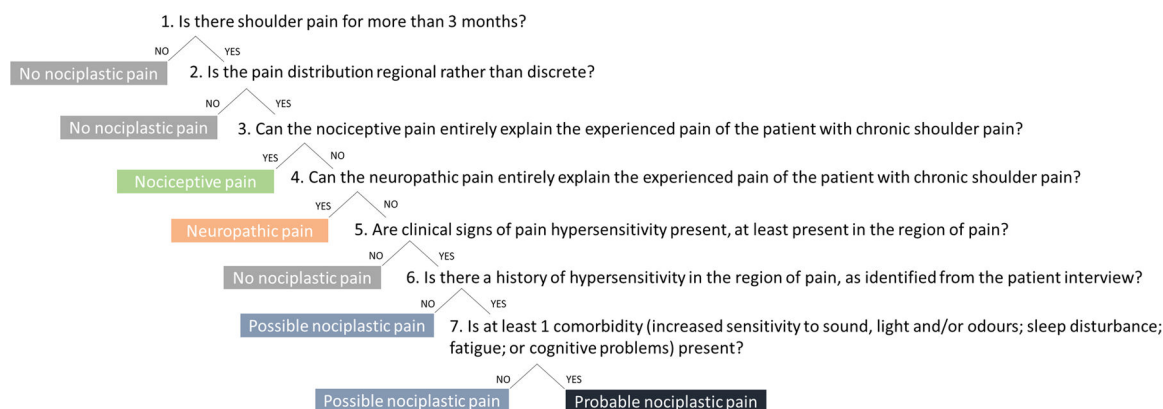 1. Is there shoulder pain for more than 3 months?
NO YES
No nociplastic pain 2. Is the pain distribution regional rather than discrete?
NO YES
No nociplastic pain 3. Can the nociceptive pain entirely explain the experienced pain of the patient with chronic shoulder pain?
YES NO
Nociceptive pain 4. Can the neuropathic pain entirely explain the experienced pain of the patient with chronic shoulder pain?
YES NO
Neuropathic pain 5. Are clinical signs of pain hypersensitivity present, at least present in the region of pain?
NO YES
No nociplastic pain 6. Is there a history of hypersensitivity in the region of pain, as identified from the patient interview?
NO YES
Possible nociplastic pain 7. Is at least 1 comorbidity (increased sensitivity to sound, light and/or odours; sleep disturbance;
fatigue; or cognitive problems) present?
NO YES
Possible nociplastic pain Probable nociplastic pain